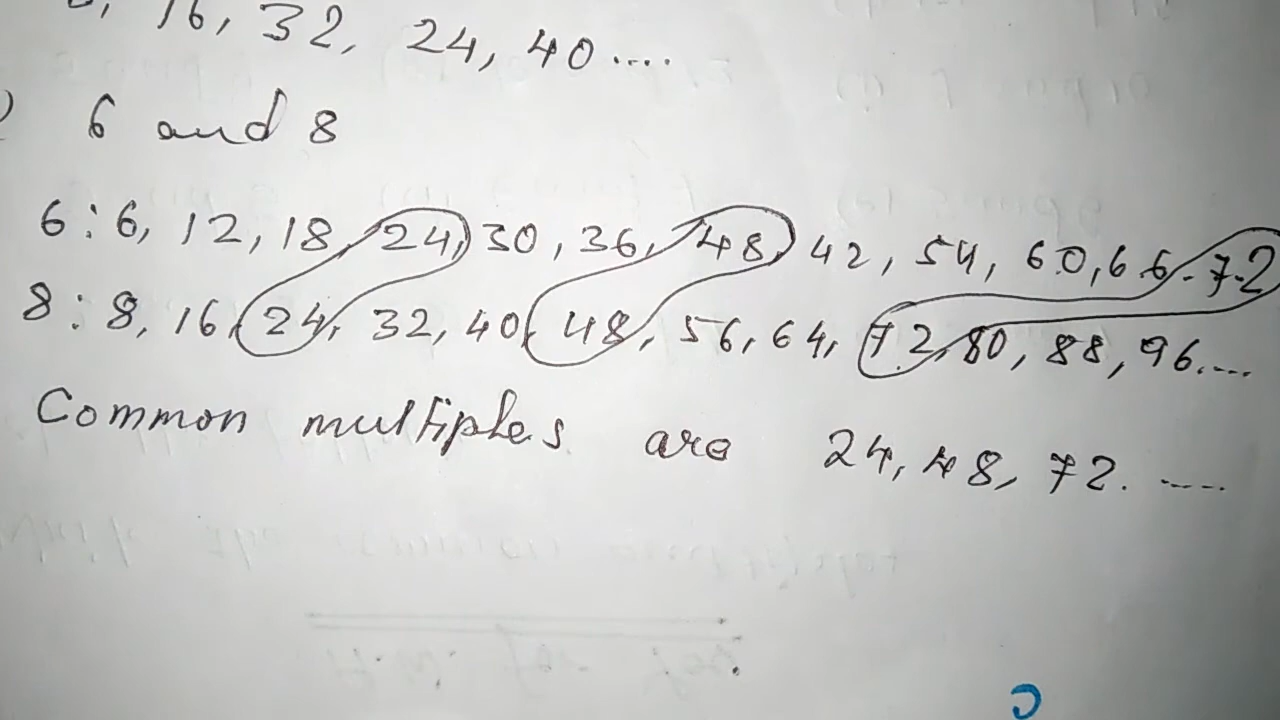 16, 32, 24, 40....
6 and 8
6 : 6, 12, 18, 24, 30, 36, 48, 42, 54, 60, 66, 72
8 : 8, 16, 24, 32, 40, 48, 56, 64, 72, 80, 88, 96....
Common multiples are 24, 48, 72. .....